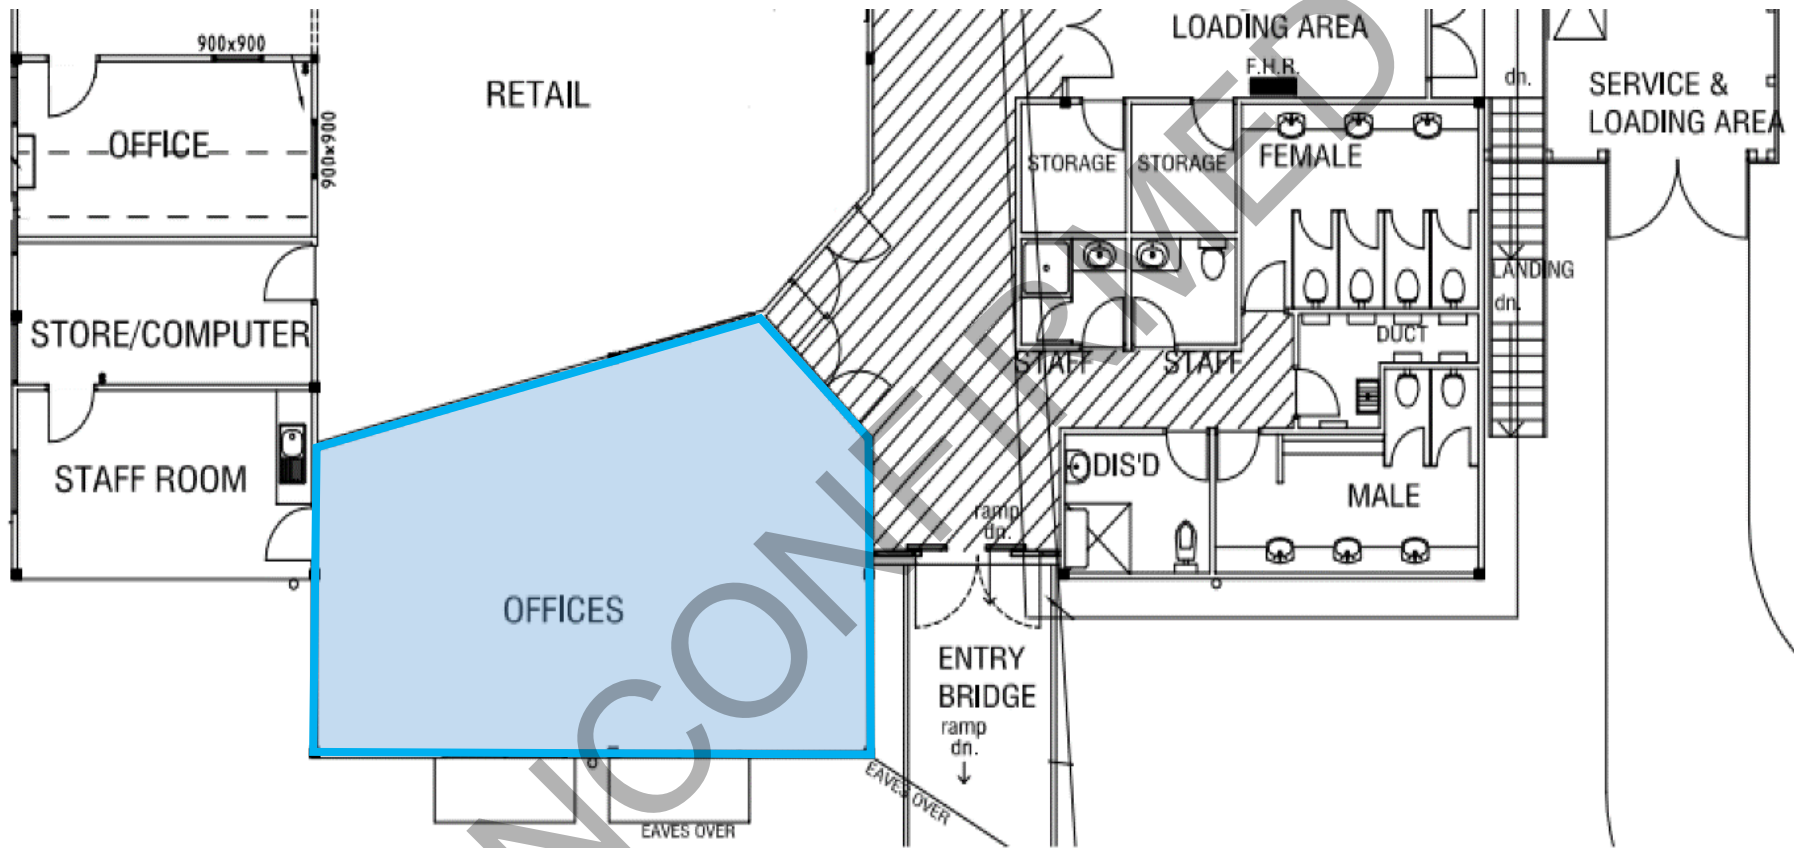 LOADING AREA
900x900
F.H.R.
dn.
RETAIL
SERVICE &
LOADING AREA
OFFICE
900x900
STORAGE
STORAGE
FEMALE
LANDING
dn.
STORE/COMPUTER
DUCT
STAFF
STAFF
STAFF ROOM
DIS'D
MALE
ramp
dn.
OFFICES
ENTRY
BRIDGE
ramp
dn.
EAVES OVER
EAVES OVER
NCONFIRMED